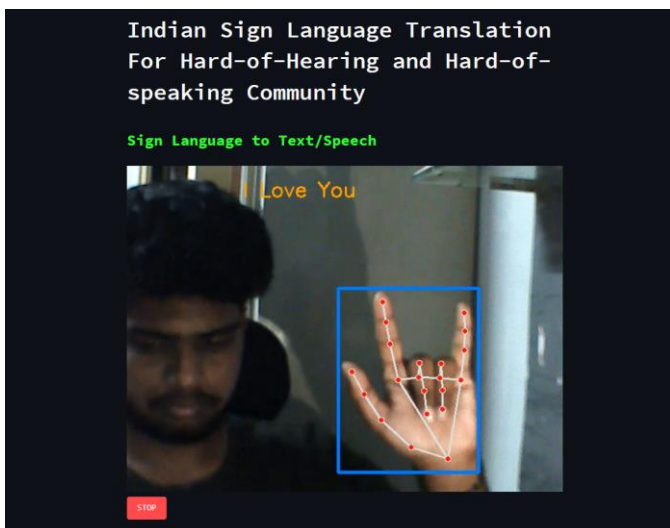 Indian Sign Language Translation
For Hard-of-Hearing and Hard-of-
speaking Community
Sign Language to Text/Speech
I Love You
STOP